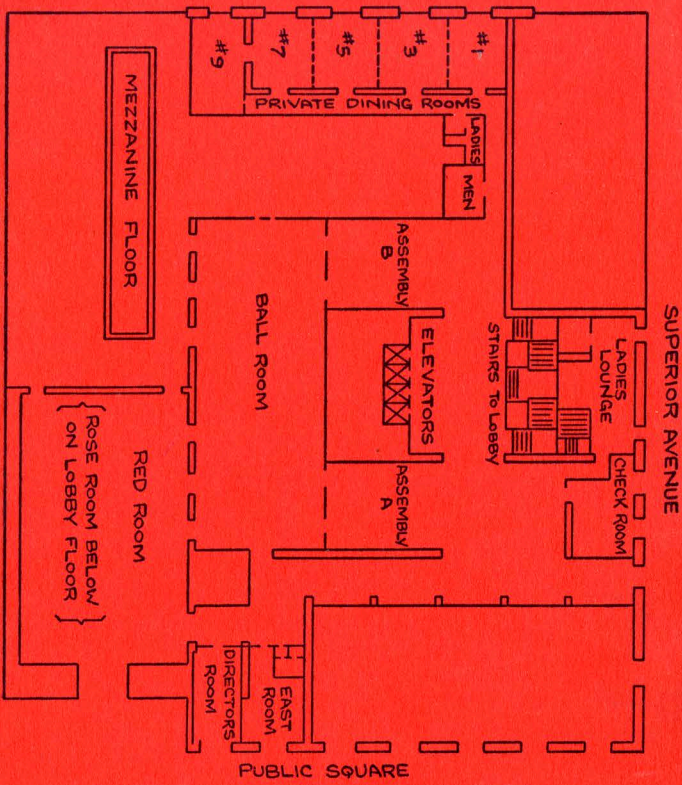 SUPERIOR AVENUE
#1
#3
#5
#7
#9
PRIVATE DINING ROOMS
LADIES
MEN
MEZZANINE FLOOR
ASSEMBLY
B
ELEVATORS
STAIRS TO LOBBY
LADIES
LOUNGE
CHECK ROOM
BALL ROOM
ASSEMBLY
A
RED ROOM
{ROSE ROOM BELOW
ON LOBBY FLOOR}
DIRECTORS
ROOM
EAST
ROOM
PUBLIC SQUARE